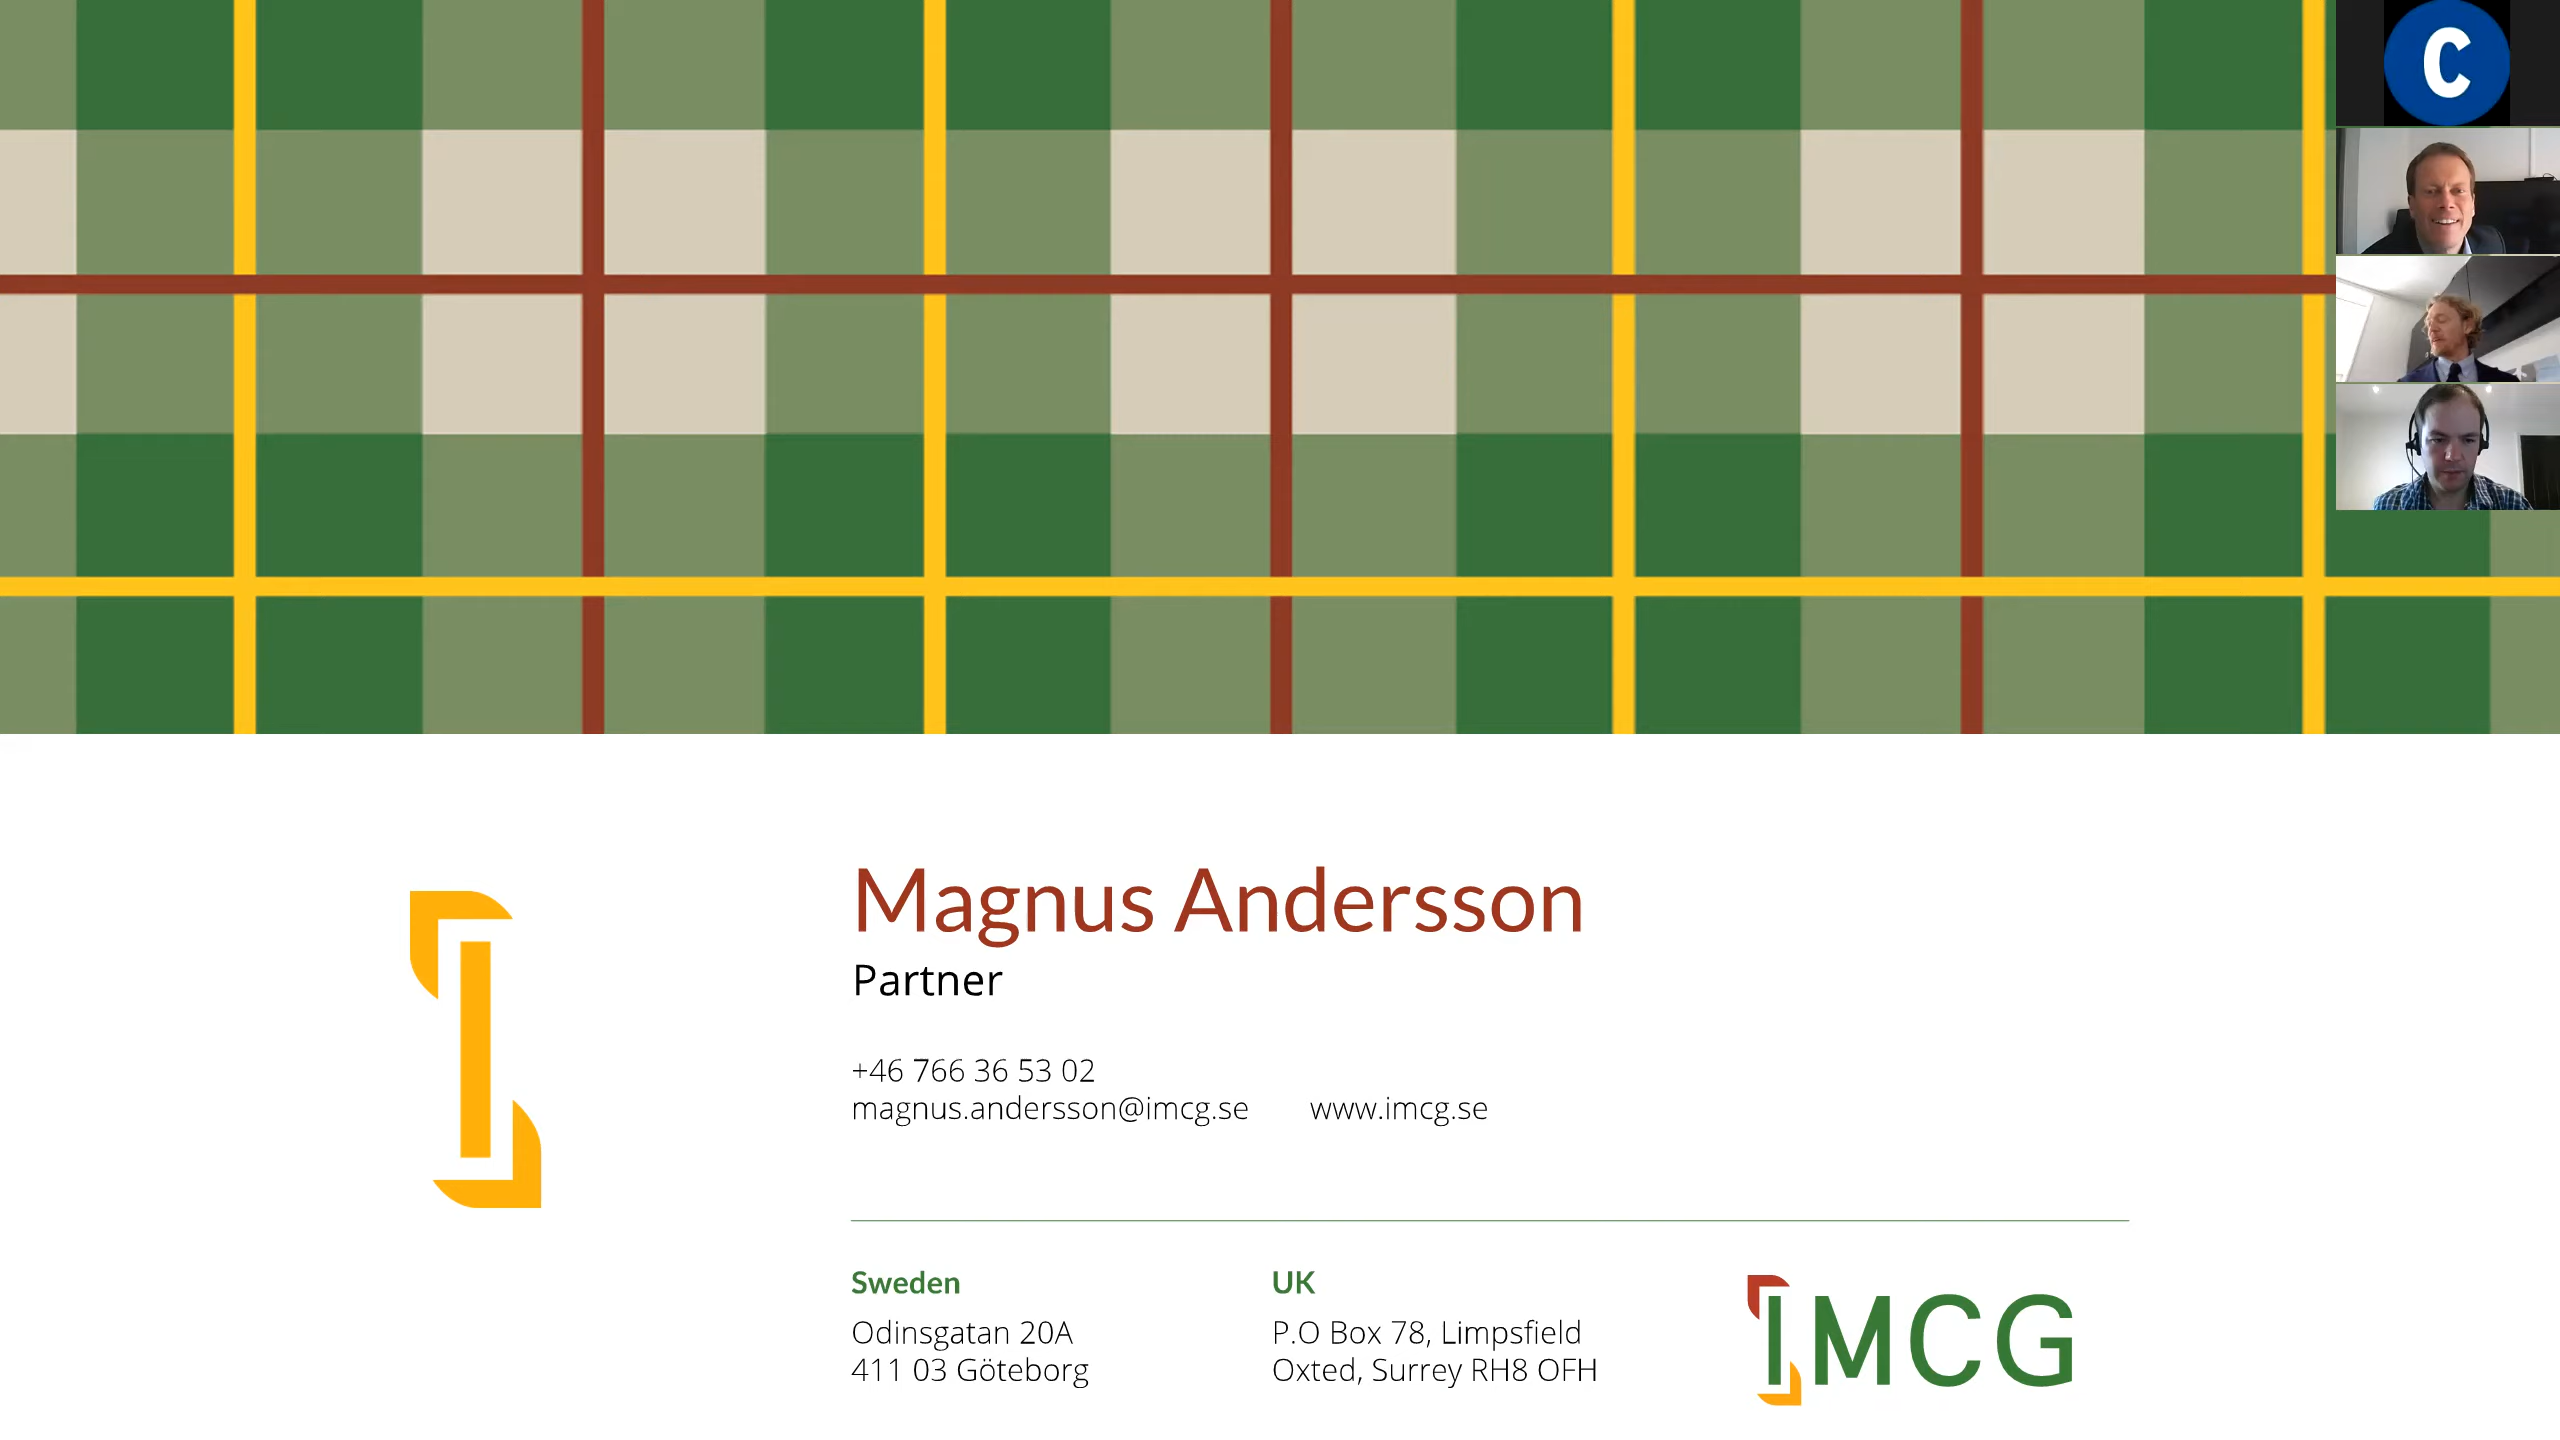 C
Magnus Andersson
Partner
+46 766 36 53 02
magnus.andersson@imcg.se www.imcg.se
Sweden
Odinsgatan 20A
411 03 Göteborg
UK
P.O Box 78, Limpsfield
Oxted, Surrey RH8 OFH
IMCG